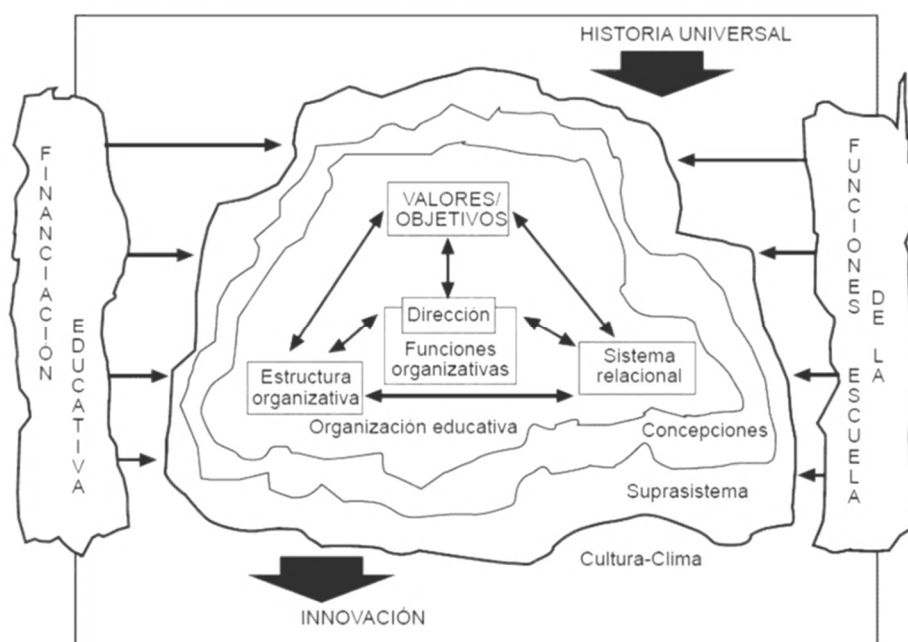 HISTORIA UNIVERSAL
FINANCIACIÓN
EDUCATIVA
VALORES/
OBJETIVOS
Dirección
Funciones
organizativas
Estructura
organizativa
Sistema
relacional
Organización educativa
Concepciones
Suprasistema
Cultura-Clima
INNOVACIÓN
FUNCIONES
DE LA
ESCUELA